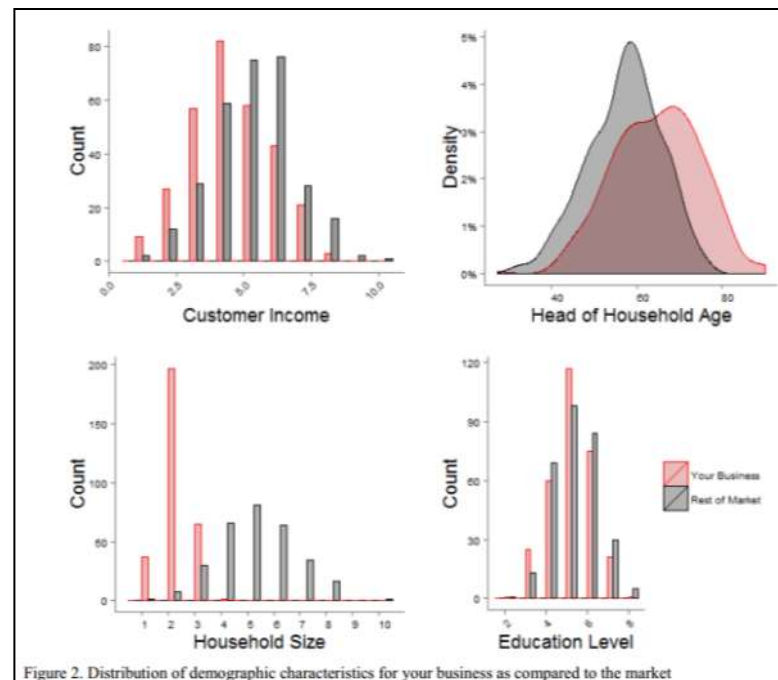 80
60
40
20
0
Count
0.0
2.5
5.0
7.5
10.0
Customer Income
5%
4%
3%
2%
1%
0%
Density
40
60
80
Head of Household Age
200
150
100
50
0
Count
1 2 3 4 5 6 7 8 9 10
Household Size
120
90
60
30
0
Count
2
4
6
8
Education Level
Your Business
Rest of Market
Figure 2. Distribution of demographic characteristics for your business as compared to the market